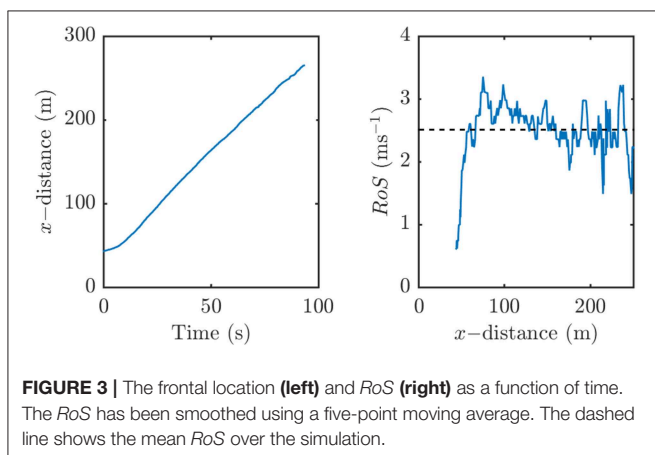 300
200
100
0
x−distance (m)
0
50
100
Time (s)
4
3
2
1
0
RoS (ms⁻¹)
0
100
200
x−distance (m)
FIGURE 3 | The frontal location (left) and RoS (right) as a function of time.
The RoS has been smoothed using a five-point moving average. The dashed
line shows the mean RoS over the simulation.